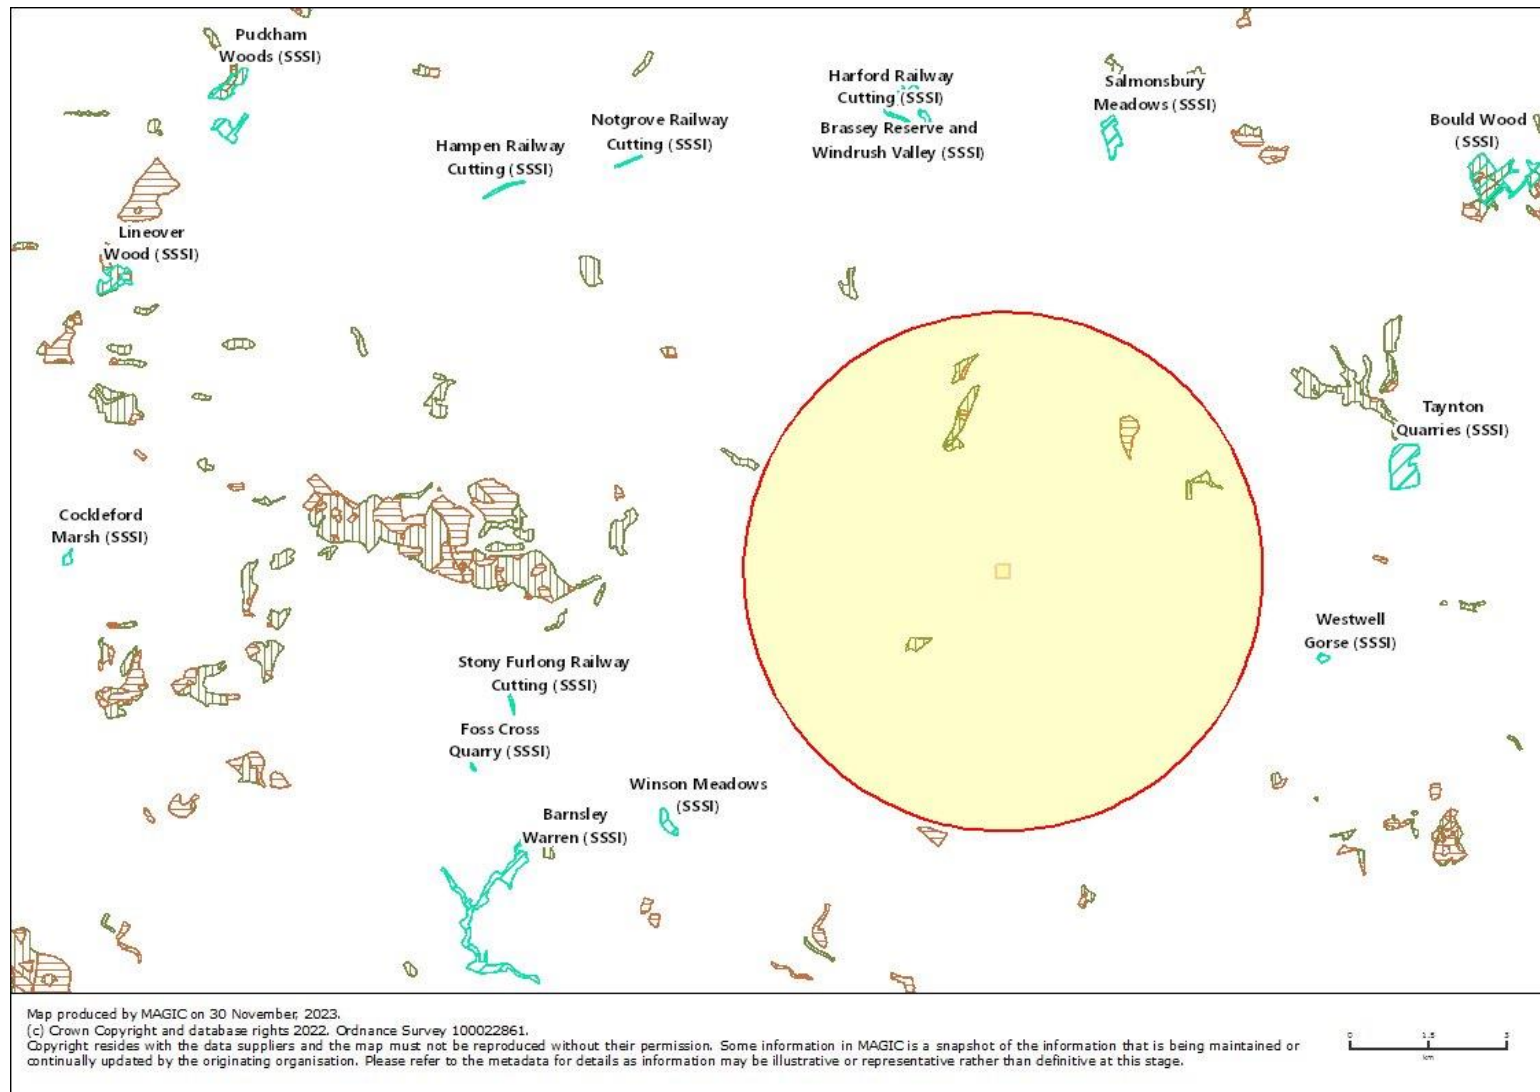 Puckham
Woods (SSSI)
Harford Railway
Cutting (SSSI)
Salmonsbury
Meadows (SSSI)
Notgrove Railway
Cutting (SSSI)
Brassey Reserve and
Windrush Valley (SSSI)
Bould Wood
(SSSI)
Hampen Railway
Cutting (SSSI)
Lineover
Wood (SSSI)
Taynton
Quarries (SSSI)
Cockleford
Marsh (SSSI)
Westwell
Gorse (SSSI)
Stony Furlong Railway
Cutting (SSSI)
Foss Cross
Quarry (SSSI)
Winson Meadows
(SSSI)
Barnsley
Warren (SSSI)
Map produced by MAGIC on 30 November, 2023.
(c) Crown Copyright and database rights 2022. Ordnance Survey 100022861.
Copyright resides with the data suppliers and the map must not be reproduced without their permission. Some information in MAGIC is a snapshot of the information that is being maintained or
continually updated by the originating organisation. Please refer to the metadata for details as information may be illustrative or representative rather than definitive at this stage.
0 1.5 3
km